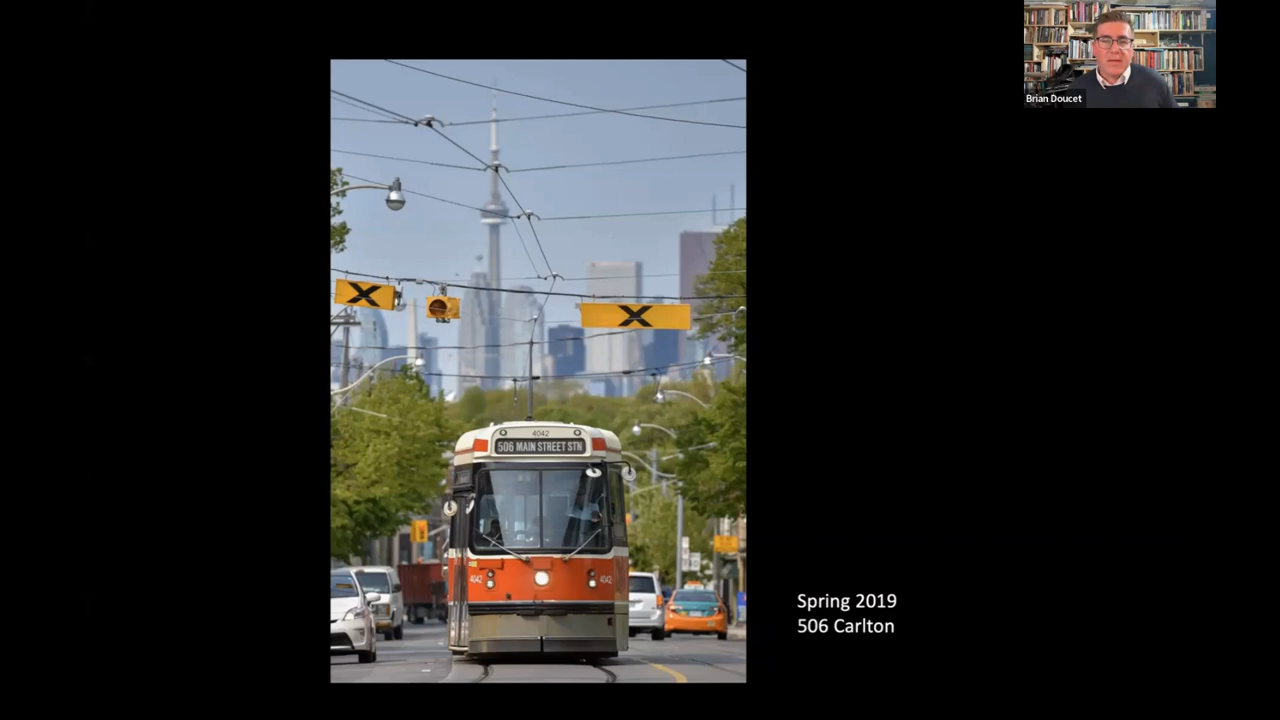 Brian Doucet
X
X
4042
506 MAIN STREET STN
4042
4042
Spring 2019
506 Carlton